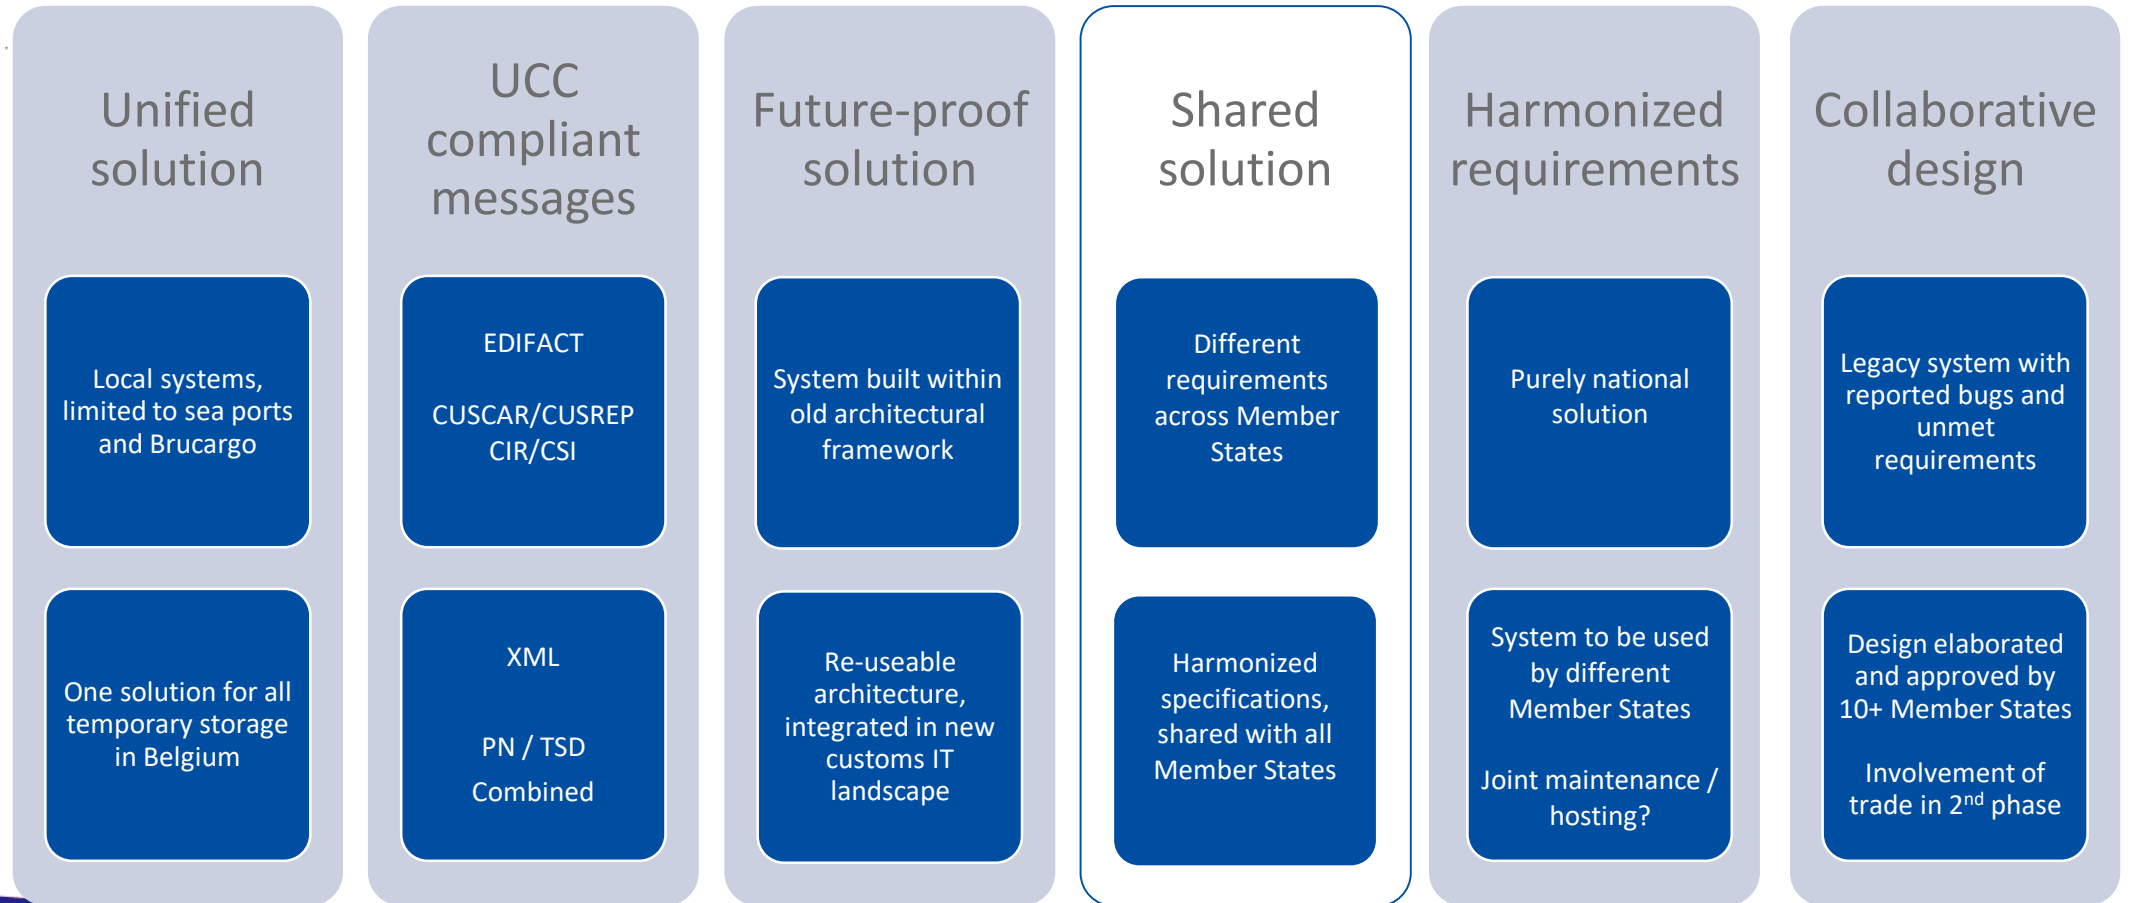 Unified
solution
Local systems,
limited to sea ports
and Brucargo
One solution for all
temporary storage
in Belgium
UCC
compliant
messages
EDIFACT
CUSCAR/CUSREP
CIR/CSI
XML
PN / TSD
Combined
Future-proof
solution
System built within
old architectural
framework
Re-useable
architecture,
integrated in new
customs IT
landscape
Shared
solution
Different
requirements
across Member
States
Harmonized
specifications,
shared with all
Member States
Harmonized
requirements
Purely national
solution
System to be used
by different
Member States
Joint maintenance /
hosting?
Collaborative
design
Legacy system with
reported bugs and
unmet
requirements
Design elaborated
and approved by
10+ Member States
Involvement of
trade in 2nd phase